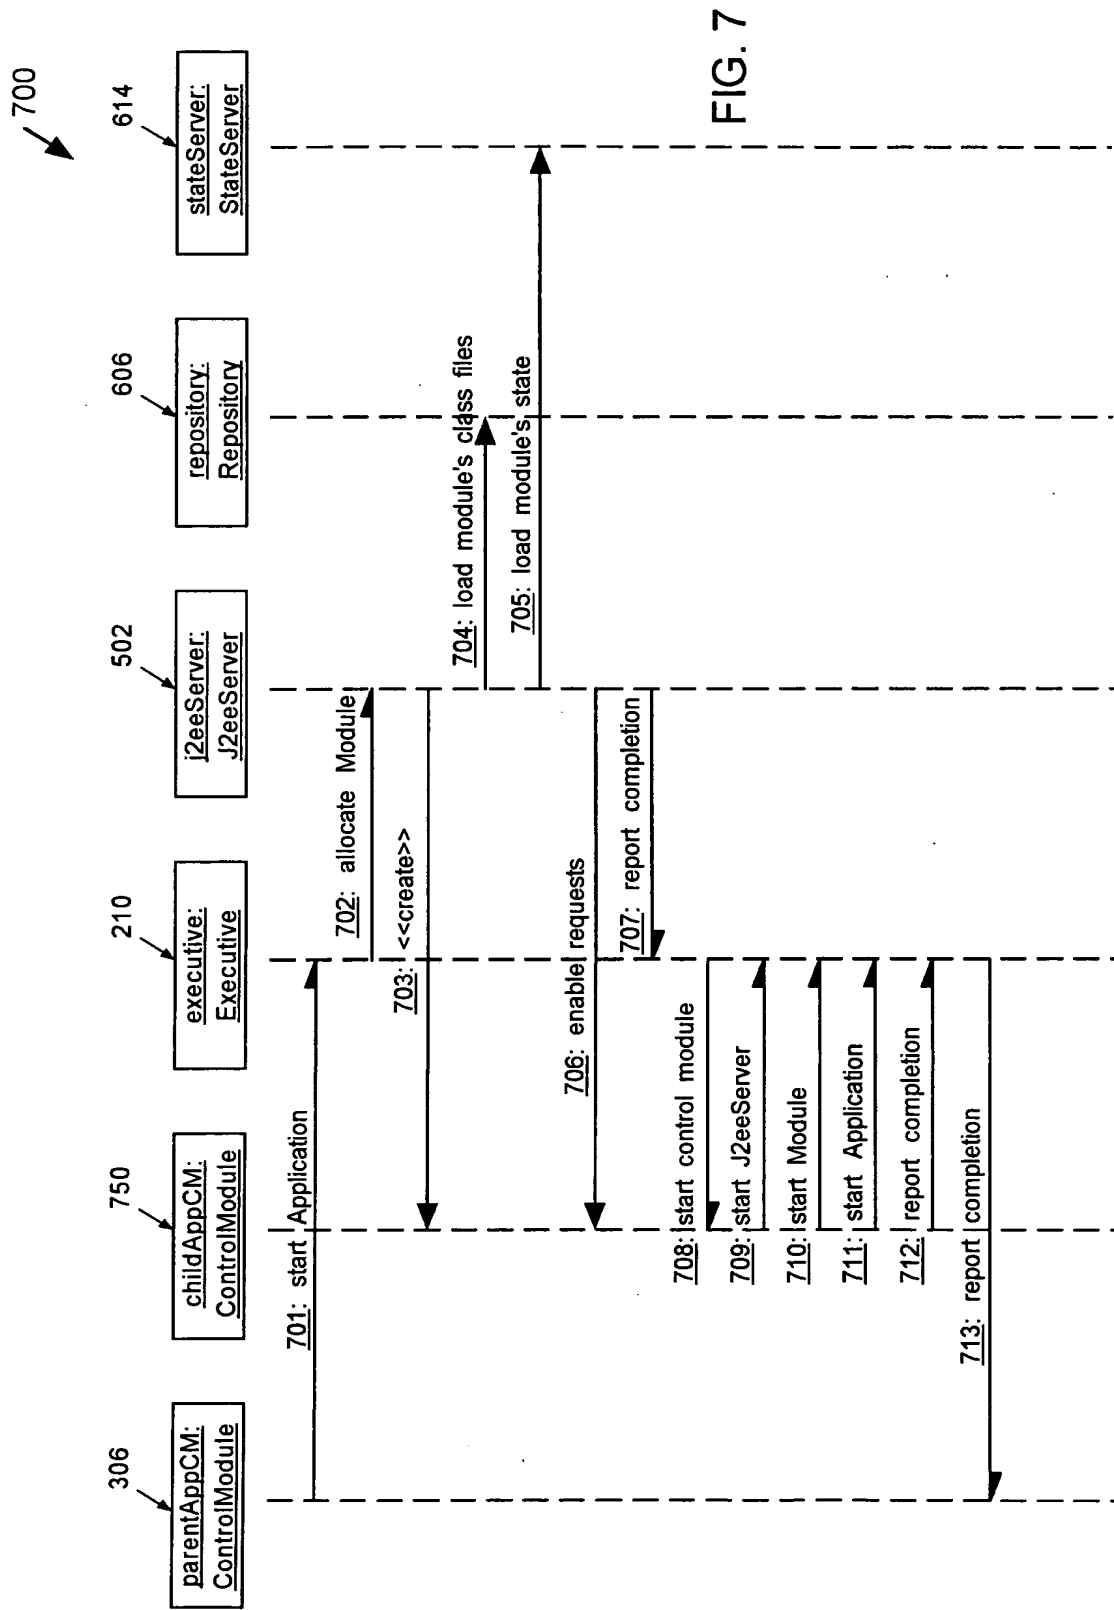 700
306
750
210
502
606
614
parentAppCM:
ControlModule
childAppCM:
ControlModule
executive:
Executive
j2eeServer:
J2eeServer
repository:
Repository
stateServer:
StateServer
701: start Application
702: allocate Module
703: <<create>>
704: load module's class files
705: load module's state
706: enable requests
707: report completion
708: start control module
709: start J2eeServer
710: start Module
711: start Application
712: report completion
713: report completion
FIG. 7